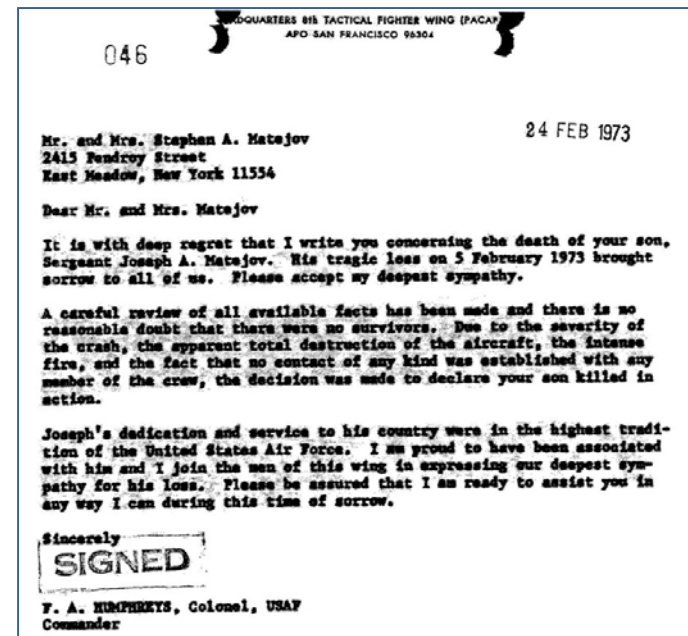 HEADQUARTERS 8th TACTICAL FIGHTER WING (PACAF)
APO SAN FRANCISCO 96304
046
24 FEB 1973
Mr. and Mrs. Stephen A. Matejov
2415 Pendroy Street
East Meadow, New York 11554
Dear Mr. and Mrs. Matejov
It is with deep regret that I write you concerning the death of your son,
Sergeant Joseph A. Matejov. His tragic loss on 5 February 1973 brought
sorrow to all of us. Please accept my deepest sympathy.
A careful review of all available facts has been made and there is no
reasonable doubt that there were no survivors. Due to the severity of
the crash, the apparent total destruction of the aircraft, the intense
fire, and the fact that no contact of any kind was established with any
member of the crew, the decision was made to declare your son killed in
action.
Joseph's dedication and service to his country were in the highest tradi-
tion of the United States Air Force. I am proud to have been associated
with him and I join the men of this wing in expressing our deepest sym-
pathy for his loss. Please be assured that I am ready to assist you in
any way I can during this time of sorrow.
Sincerely
SIGNED
F. A. HUMPHREYS, Colonel, USAF
Commander